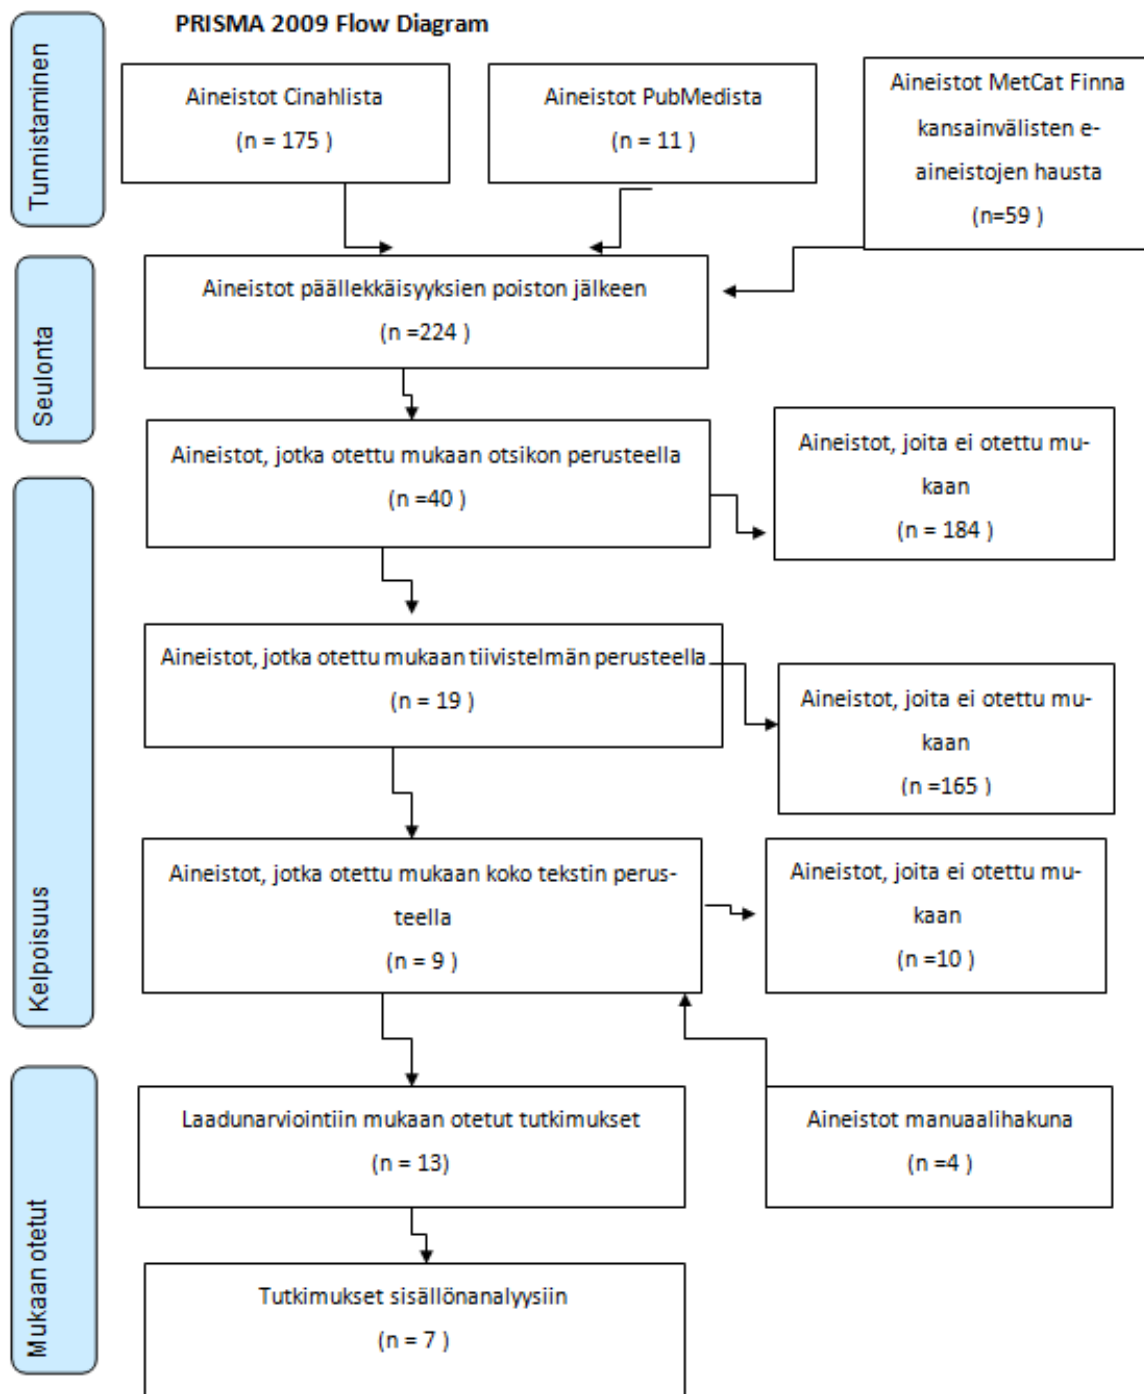 PRISMA 2009 Flow Diagram
Tunnistaminen
Aineistot Cinahlista
(n = 175 )
Aineistot PubMedista
(n = 11 )
Aineistot MetCat Finna
kansainvälisten e-
aineistojen hausta
(n=59 )
Seulonta
Aineistot päällekkäisyyksien poiston jälkeen
(n =224 )
Aineistot, jotka otettu mukaan otsikon perusteella
(n =40 )
Aineistot, joita ei otettu mu-
kaan
(n = 184 )
Kelpoisuus
Aineistot, jotka otettu mukaan tiivistelmän perusteella
(n = 19 )
Aineistot, joita ei otettu mu-
kaan
(n =165 )
Aineistot, jotka otettu mukaan koko tekstin perus-
teella
(n = 9 )
Aineistot, joita ei otettu mu-
kaan
(n =10 )
Mukaan otetut
Laadunarviointiin mukaan otetut tutkimukset
(n = 13)
Aineistot manuaalihakuna
(n =4 )
Tutkimukset sisällönanalyysiin
(n = 7 )